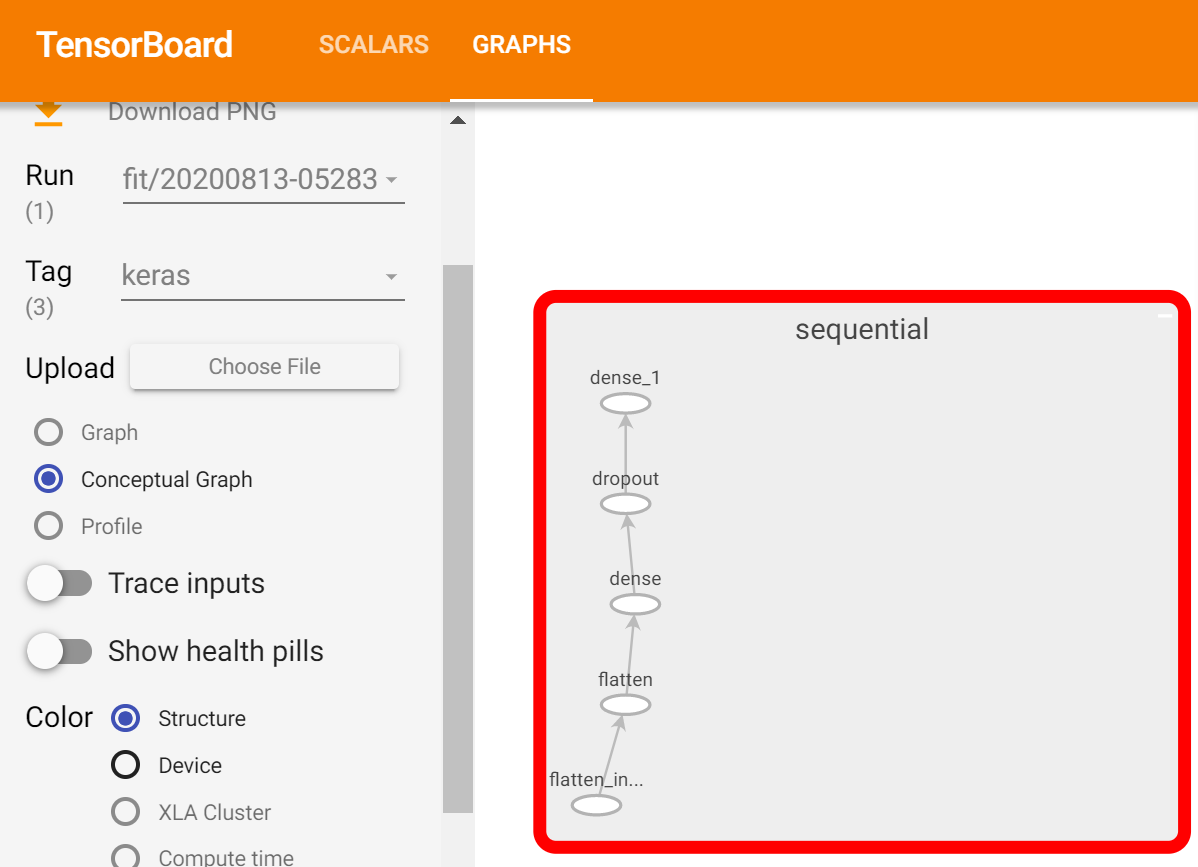 TensorBoard SCALARS GRAPHS
Download PNG
Run fit/20200813-05283
(1)
Tag keras
(3)
Upload Choose File
Graph
Conceptual Graph
Profile
Trace inputs
Show health pills
Color Structure
Device
XLA Cluster
Compute time
sequential
dense_1
dropout
dense
flatten
flatten_in...